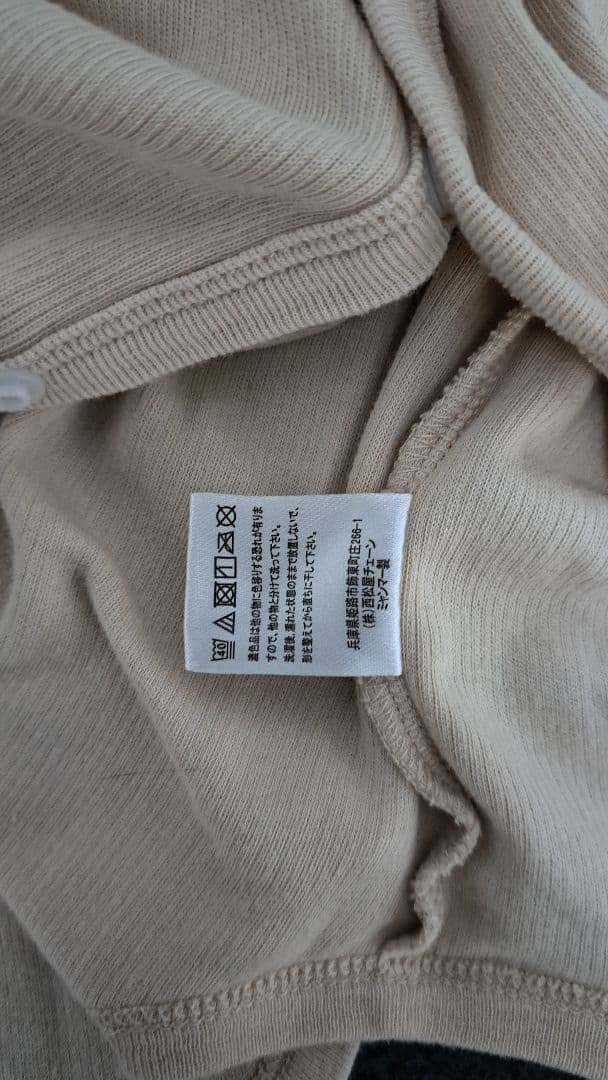 40
濃色品は他の物に色移りする恐れが有りま
すので、他の物と分けて洗って下さい。
洗濯後、濡れた状態のままで放置しないで、
形を整えてから直ちに干して下さい。
兵庫県姫路市飾東町庄266-1
(株)西松屋チェーン
ミャンマー製